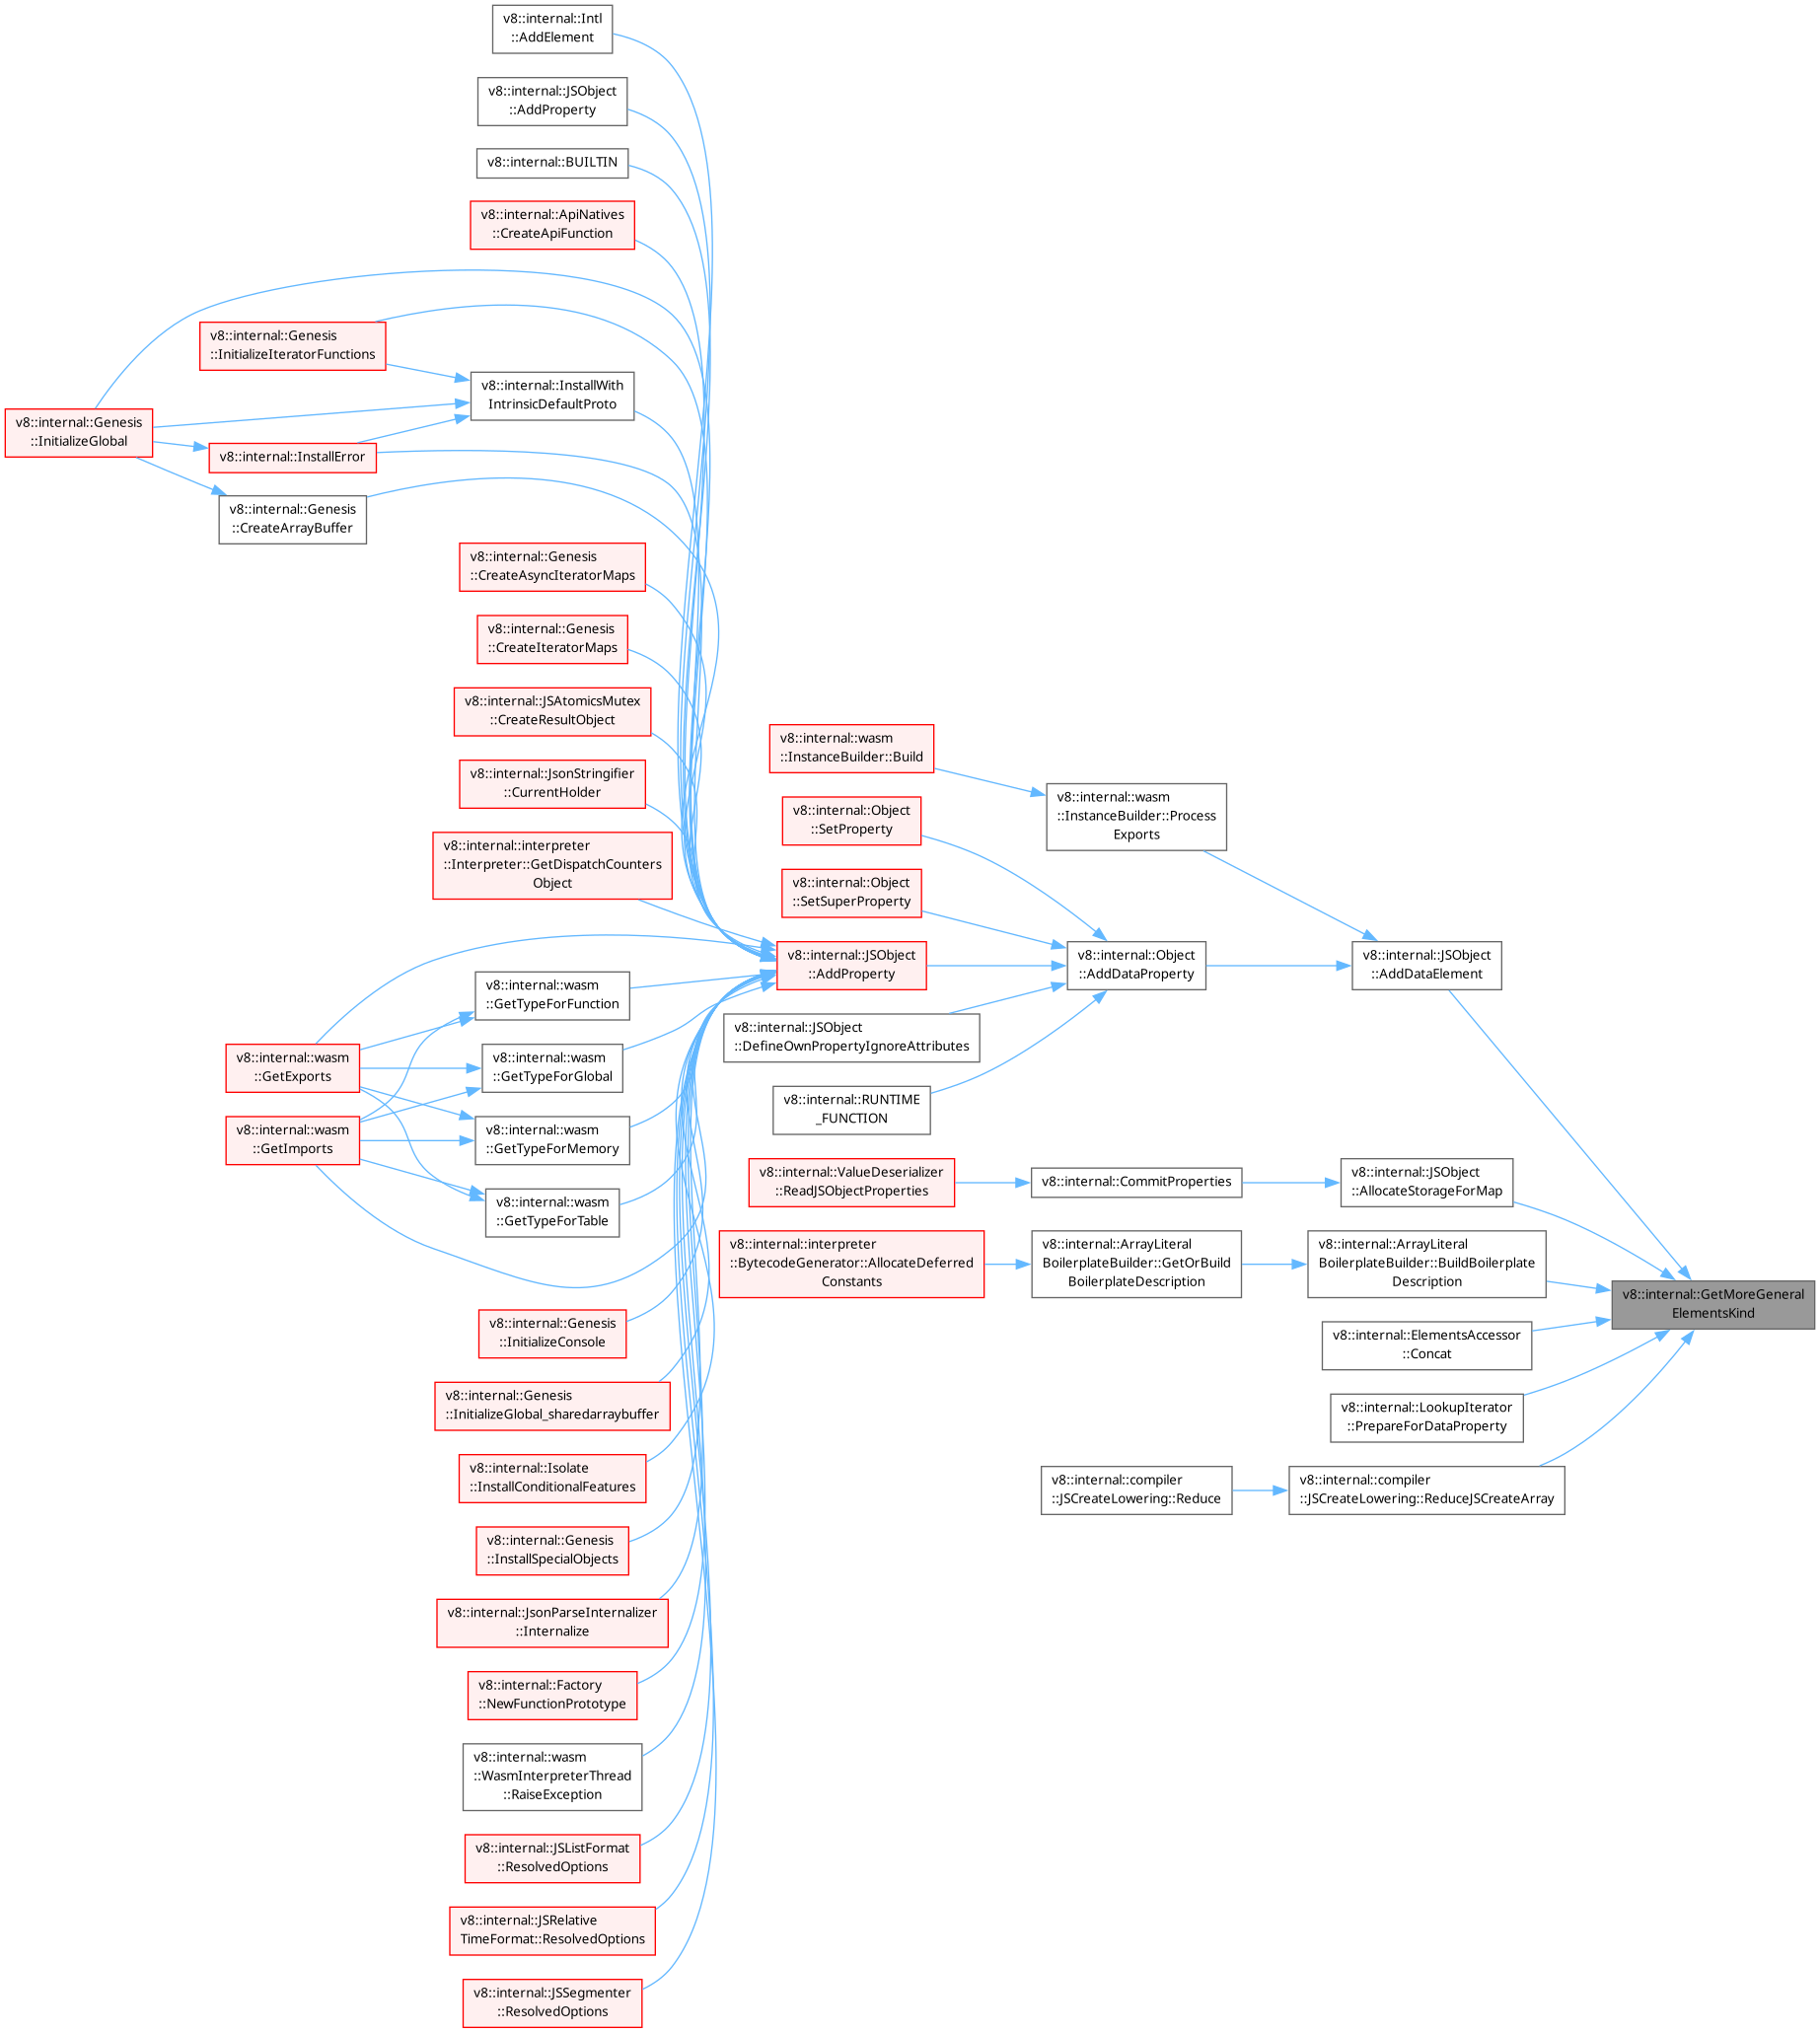 v8::internal::Intl
::AddElement
v8::internal::JSObject
::AddProperty
v8::internal::BUILTIN
v8::internal::ApiNatives
::CreateApiFunction
v8::internal::Genesis
::InitializeIteratorFunctions
v8::internal::InstallWith
IntrinsicDefaultProto
v8::internal::Genesis
::InitializeGlobal
v8::internal::InstallError
v8::internal::Genesis
::CreateArrayBuffer
v8::internal::Genesis
::CreateAsyncIteratorMaps
v8::internal::Genesis
::CreateIteratorMaps
v8::internal::JSAtomicsMutex
::CreateResultObject
v8::internal::JsonStringifier
::CurrentHolder
v8::internal::interpreter
::Interpreter::GetDispatchCounters
Object
v8::internal::wasm
::GetTypeForFunction
v8::internal::wasm
::GetExports
v8::internal::wasm
::GetTypeForGlobal
v8::internal::wasm
::GetImports
v8::internal::wasm
::GetTypeForMemory
v8::internal::wasm
::GetTypeForTable
v8::internal::Genesis
::InitializeConsole
v8::internal::Genesis
::InitializeGlobal_sharedarraybuffer
v8::internal::Isolate
::InstallConditionalFeatures
v8::internal::Genesis
::InstallSpecialObjects
v8::internal::JsonParseInternalizer
::Internalize
v8::internal::Factory
::NewFunctionPrototype
v8::internal::wasm
::WasmInterpreterThread
::RaiseException
v8::internal::JSListFormat
::ResolvedOptions
v8::internal::JSRelative
TimeFormat::ResolvedOptions
v8::internal::JSSegmenter
::ResolvedOptions
v8::internal::wasm
::InstanceBuilder::Build
v8::internal::Object
::SetProperty
v8::internal::Object
::SetSuperProperty
v8::internal::JSObject
::AddProperty
v8::internal::JSObject
::DefineOwnPropertyIgnoreAttributes
v8::internal::RUNTIME
_FUNCTION
v8::internal::ValueDeserializer
::ReadJSObjectProperties
v8::internal::interpreter
::BytecodeGenerator::AllocateDeferred
Constants
v8::internal::wasm
::InstanceBuilder::Process
Exports
v8::internal::Object
::AddDataProperty
v8::internal::CommitProperties
v8::internal::ArrayLiteral
BoilerplateBuilder::GetOrBuild
BoilerplateDescription
v8::internal::compiler
::JSCreateLowering::Reduce
v8::internal::JSObject
::AddDataElement
v8::internal::JSObject
::AllocateStorageForMap
v8::internal::ArrayLiteral
BoilerplateBuilder::BuildBoilerplate
Description
v8::internal::ElementsAccessor
::Concat
v8::internal::LookupIterator
::PrepareForDataProperty
v8::internal::compiler
::JSCreateLowering::ReduceJSCreateArray
v8::internal::GetMoreGeneral
ElementsKind